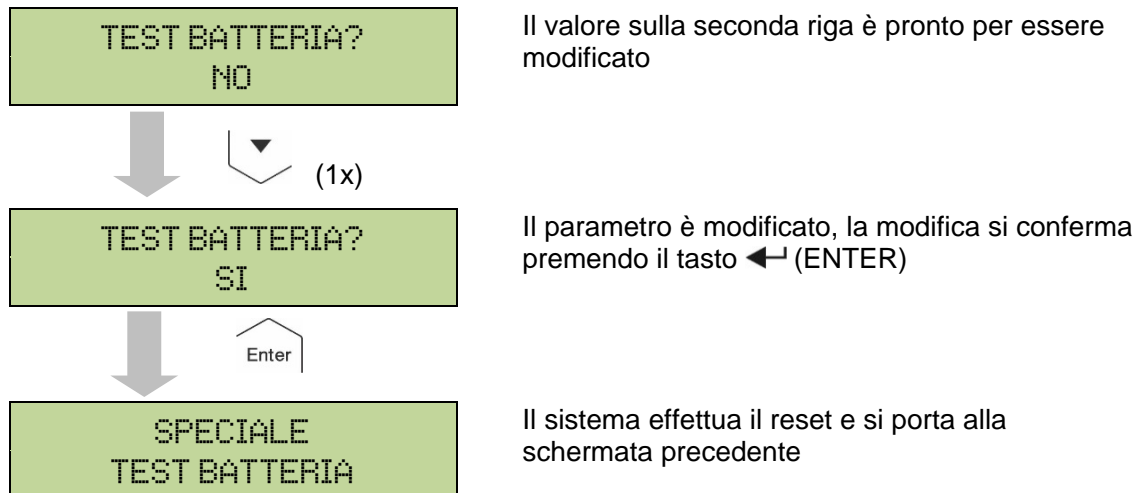 TEST BATTERIA?
NO
Il valore sulla seconda riga è pronto per essere
modificato
(1x)
TEST BATTERIA?
SI
Il parametro è modificato, la modifica si conferma
premendo il tasto (ENTER)
Enter
SPECIALE
TEST BATTERIA
Il sistema effettua il reset e si porta alla
schermata precedente